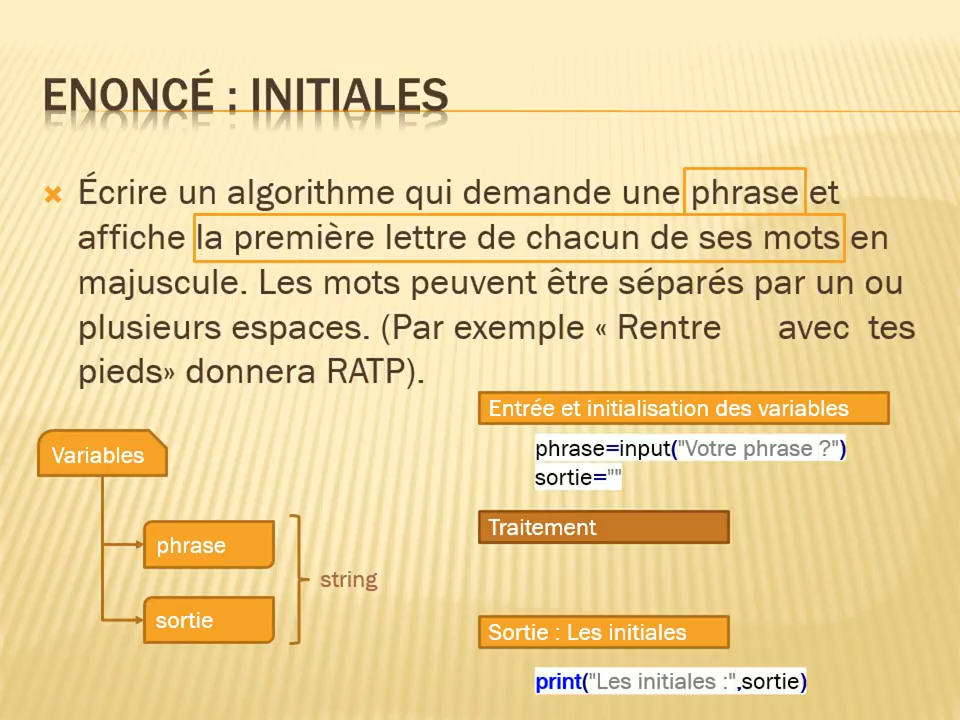 ENONCÉ : INITIALES
Écrire un algorithme qui demande une phrase et
affiche la première lettre de chacun de ses mots en
majuscule. Les mots peuvent être séparés par un ou
plusieurs espaces. (Par exemple « Rentre      avec  tes
pieds» donnera RATP).
Variables
phrase
sortie
string
Entrée et initialisation des variables
phrase=input("Votre phrase ?")
sortie=""
Traitement
Sortie : Les initiales
print("Les initiales :",sortie)